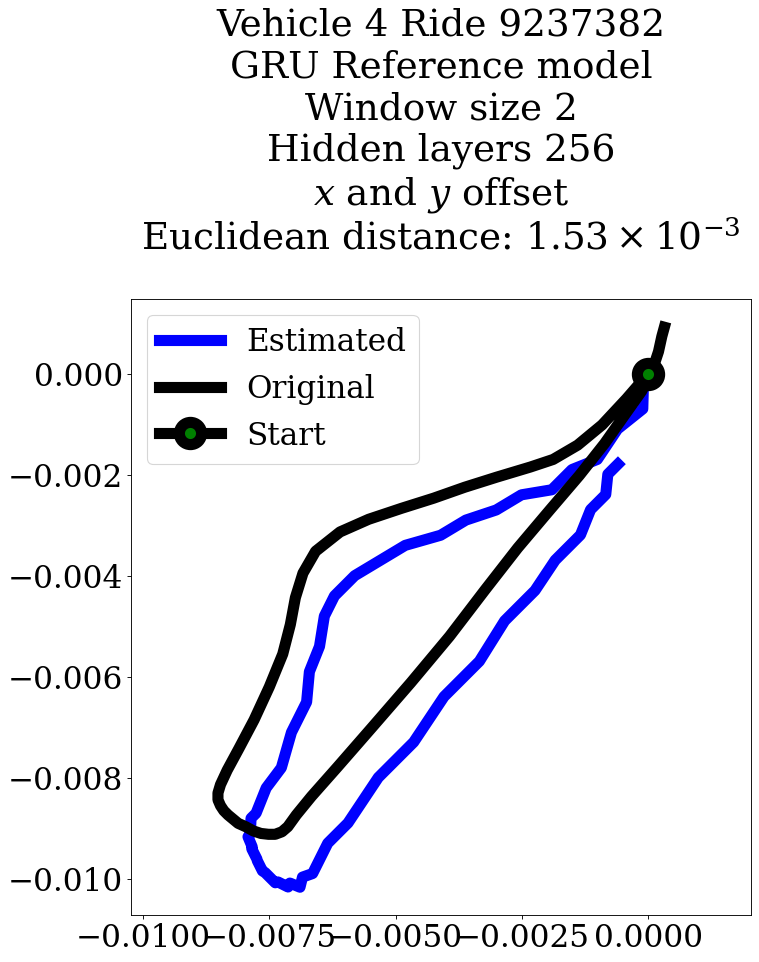 Vehicle 4 Ride 9237382
GRU Reference model
Window size 2
Hidden layers 256
x and y offset
Euclidean distance: 1.53 × 10⁻³
Estimated
Original
Start
0.000
−0.002
−0.004
−0.006
−0.008
−0.010
−0.0100 −0.0075 −0.0050 −0.0025 0.0000